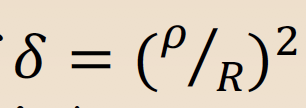 δ = (ρ/R)²